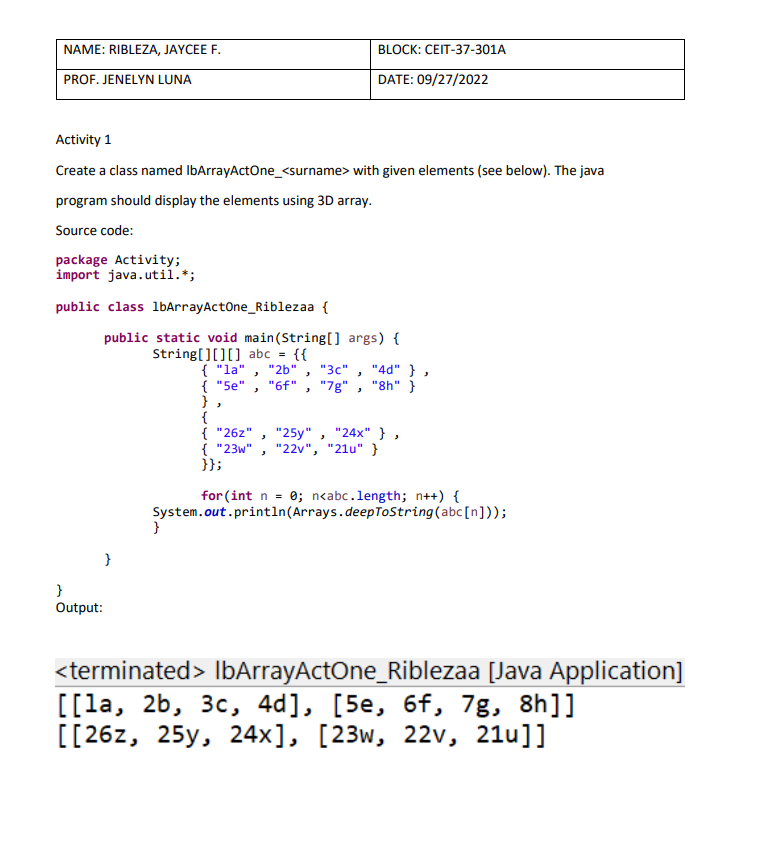 NAME: RIBLEZA, JAYCEE F.
BLOCK: CEIT-37-301A
PROF. JENELYN LUNA
DATE: 09/27/2022
Activity 1
Create a class named lbArrayActOne_<surname> with given elements (see below). The java
program should display the elements using 3D array.
Source code:
package Activity;
import java.util.*;
public class lbArrayActOne_Riblezaa {
public static void main(String[] args) {
String[][][] abc = {{
{ "la" , "2b" , "3c" , "4d" } ,
{ "5e" , "6f" , "7g" , "8h" }
} ,
{
{ "26z" , "25y" , "24x" } ,
{ "23w" , "22v", "21u" }
}};
for(int n = 0; n<abc.length; n++) {
System.out.println(Arrays.deepToString(abc[n]));
}
}
}
Output:
<terminated> lbArrayActOne_Riblezaa [Java Application]
[[la, 2b, 3c, 4d], [5e, 6f, 7g, 8h]]
[[26z, 25y, 24x], [23w, 22v, 21u]]